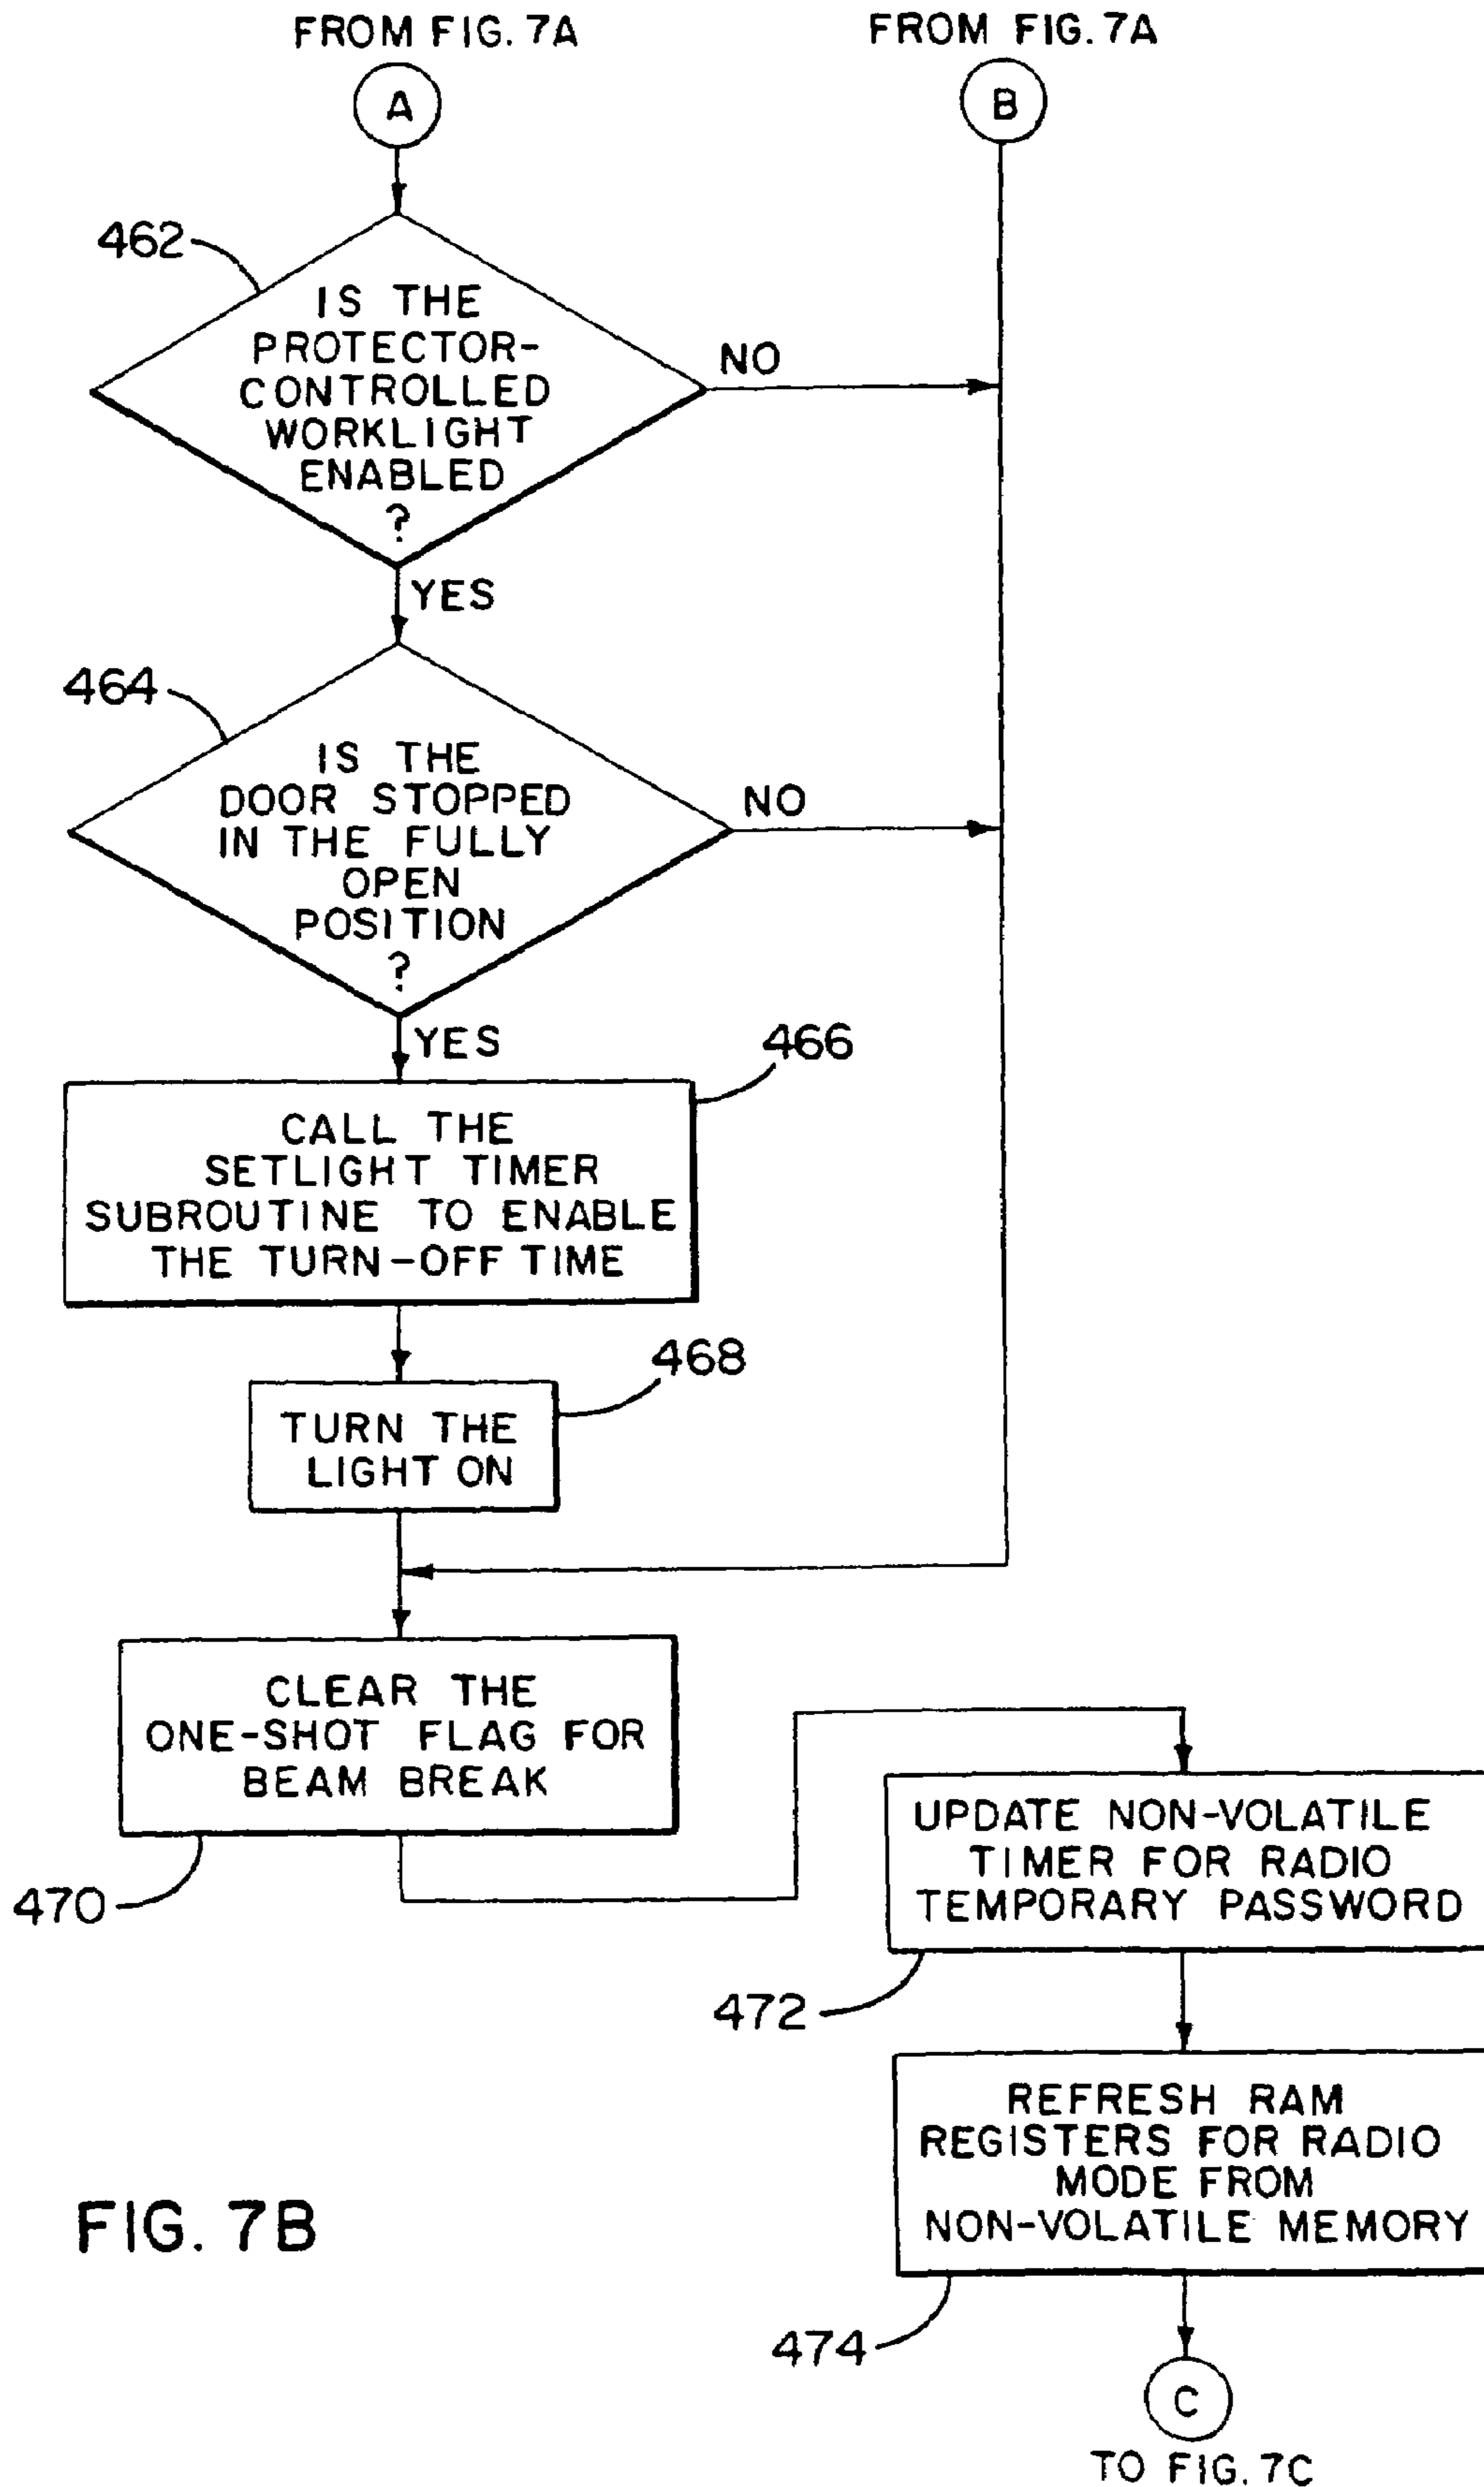 FROM FIG. 7A
A
FROM FIG. 7A
B
462
IS THE
PROTECTOR-
CONTROLLED
WORKLIGHT
ENABLED
?
NO
YES
464
IS THE
DOOR STOPPED
IN THE FULLY
OPEN
POSITION
?
NO
YES
466
CALL THE
SETLIGHT TIMER
SUBROUTINE TO ENABLE
THE TURN-OFF TIME
468
TURN THE
LIGHT ON
CLEAR THE
ONE-SHOT FLAG FOR
BEAM BREAK
470
UPDATE NON-VOLATILE
TIMER FOR RADIO
TEMPORARY PASSWORD
472
REFRESH RAM
REGISTERS FOR RADIO
MODE FROM
NON-VOLATILE MEMORY
474
C
TO FIG. 7C
FIG. 7B